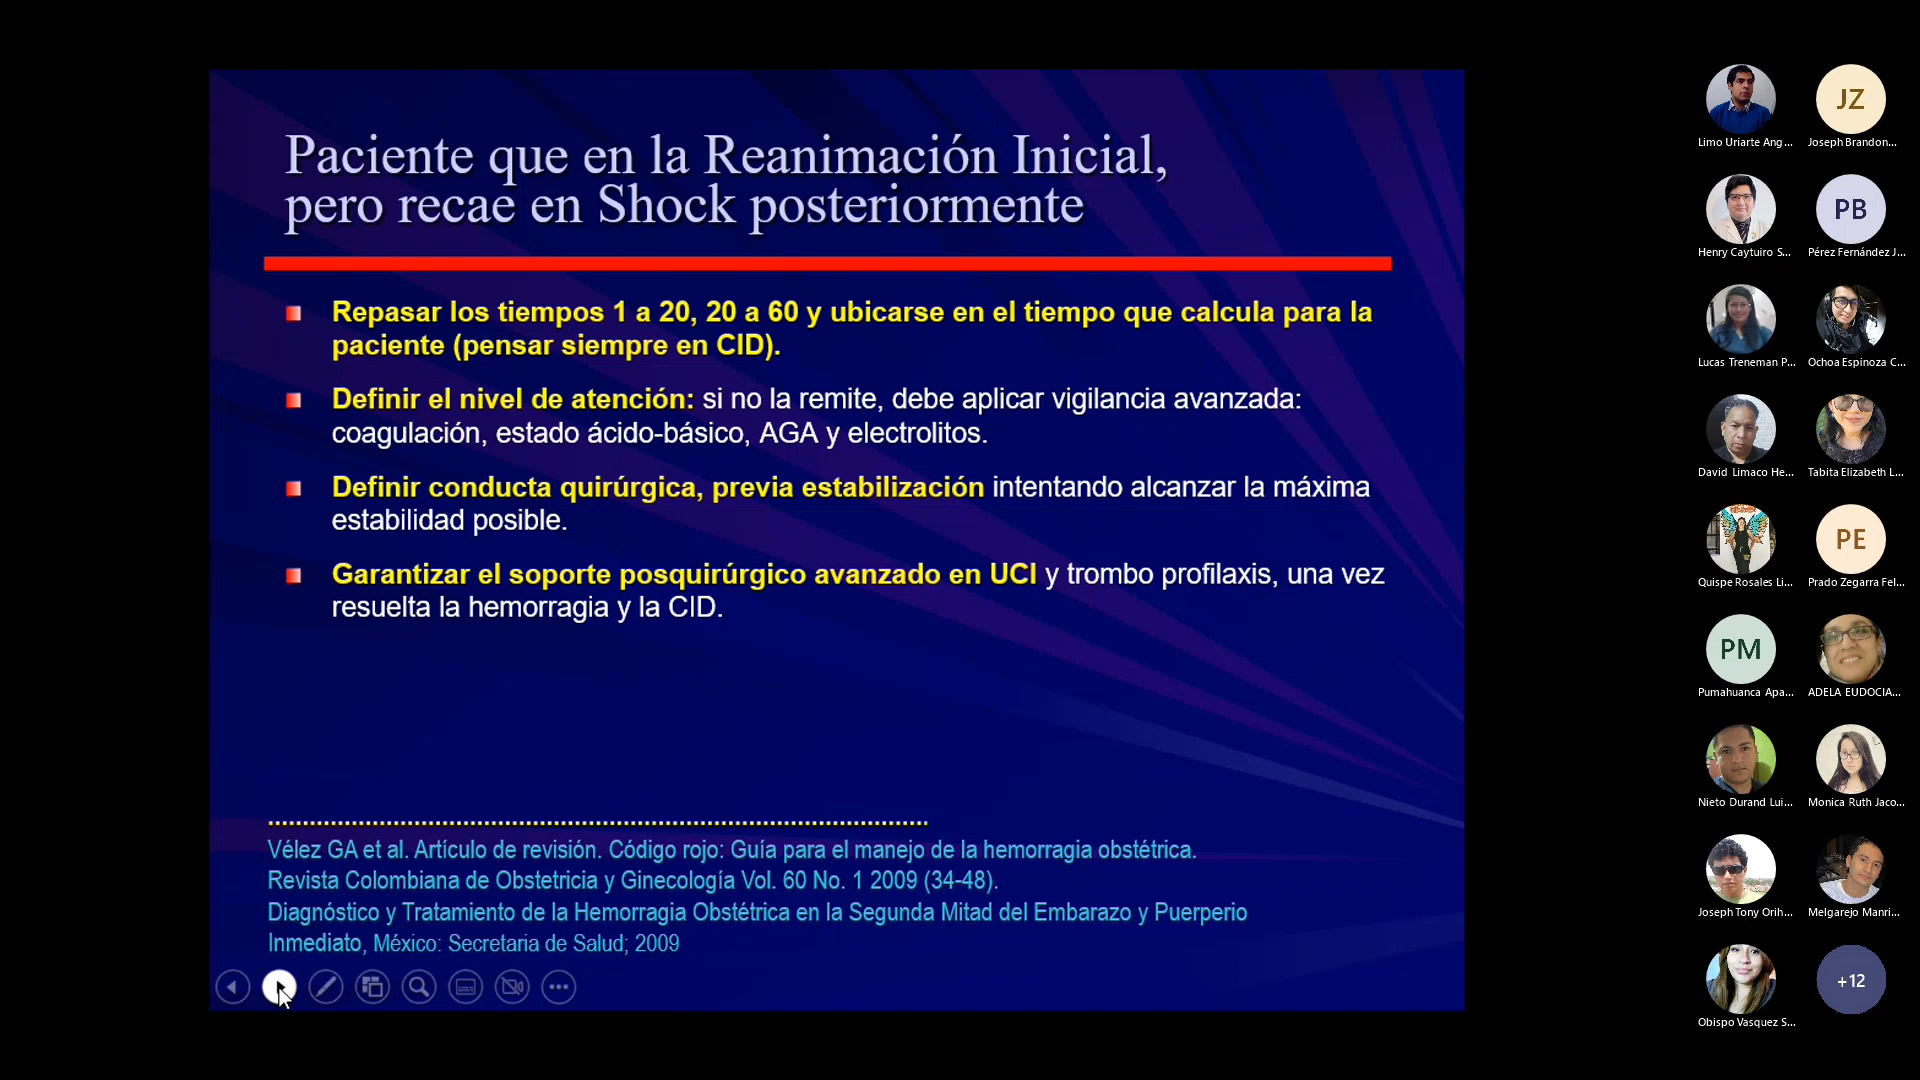 Paciente que en la Reanimación Inicial,
pero recae en Shock posteriormente
Repasar los tiempos 1 a 20, 20 a 60 y ubicarse en el tiempo que calcula para la
paciente (pensar siempre en CID).
Definir el nivel de atención: si no la remite, debe aplicar vigilancia avanzada:
coagulación, estado ácido-básico, AGA y electrolitos.
Definir conducta quirúrgica, previa estabilización intentando alcanzar la máxima
estabilidad posible.
Garantizar el soporte posquirúrgico avanzado en UCI y trombo profilaxis, una vez
resuelta la hemorragia y la CID.
Vélez GA et al. Artículo de revisión. Código rojo: Guía para el manejo de la hemorragia obstétrica.
Revista Colombiana de Obstetricia y Ginecología Vol. 60 No. 1 2009 (34-48).
Diagnóstico y Tratamiento de la Hemorragia Obstétrica en la Segunda Mitad del Embarazo y Puerperio
Inmediato, México: Secretaria de Salud; 2009
JZ
Limo Uriarte Ang... Joseph Brandon...
PB
Henry Caytuiro S... Pérez Fernández J...
Lucas Treneman P... Ochoa Espinoza C...
David Limaco He... Tabita Elizabeth L...
PE
Quispe Rosales Li... Prado Zegarra Fel...
PM
Pumahuanca Apa... ADELA EUDOCIA...
Nieto Durand Lui... Monica Ruth Jaco...
Joseph Tony Orih... Melgarejo Manri...
+12
Obispo Vasquez S...